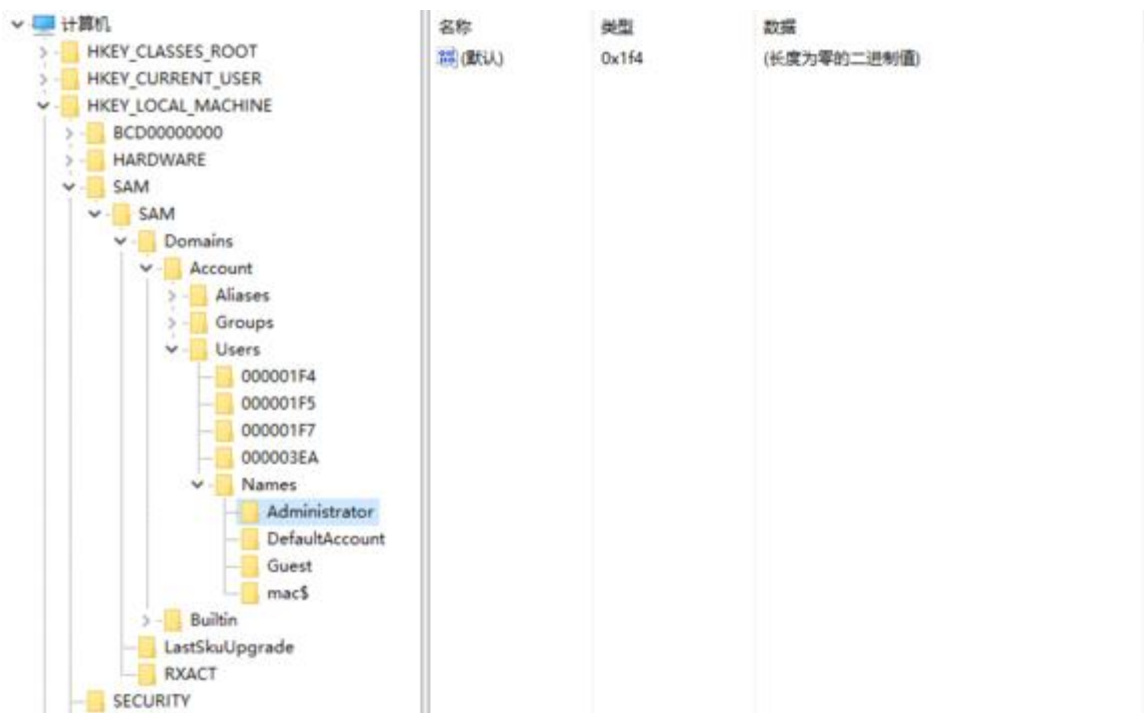 计算机
HKEY_CLASSES_ROOT
HKEY_CURRENT_USER
HKEY_LOCAL_MACHINE
BCD00000000
HARDWARE
SAM
SAM
Domains
Account
Aliases
Groups
Users
000001F4
000001F5
000001F7
000003EA
Names
Administrator
DefaultAccount
Guest
mac$
Builtin
LastSkuUpgrade
RXACT
SECURITY
名称 类型 数据
(默认) 0x1f4 (长度为零的二进制值)